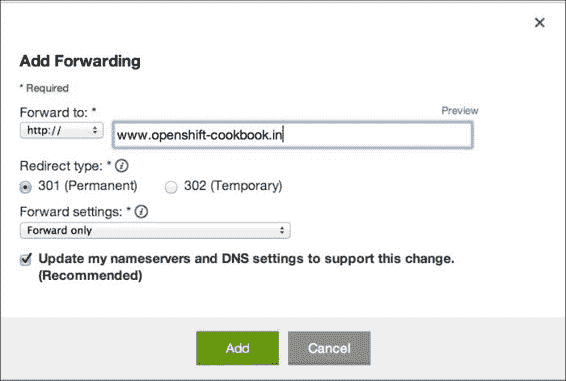 ×
Add Forwarding
* Required
Forward to: * Preview
http:// www.openshift-cookbook.in
Redirect type: * i
301 (Permanent) 302 (Temporary)
Forward settings: * i
Forward only
Update my nameservers and DNS settings to support this change.
(Recommended)
Add Cancel